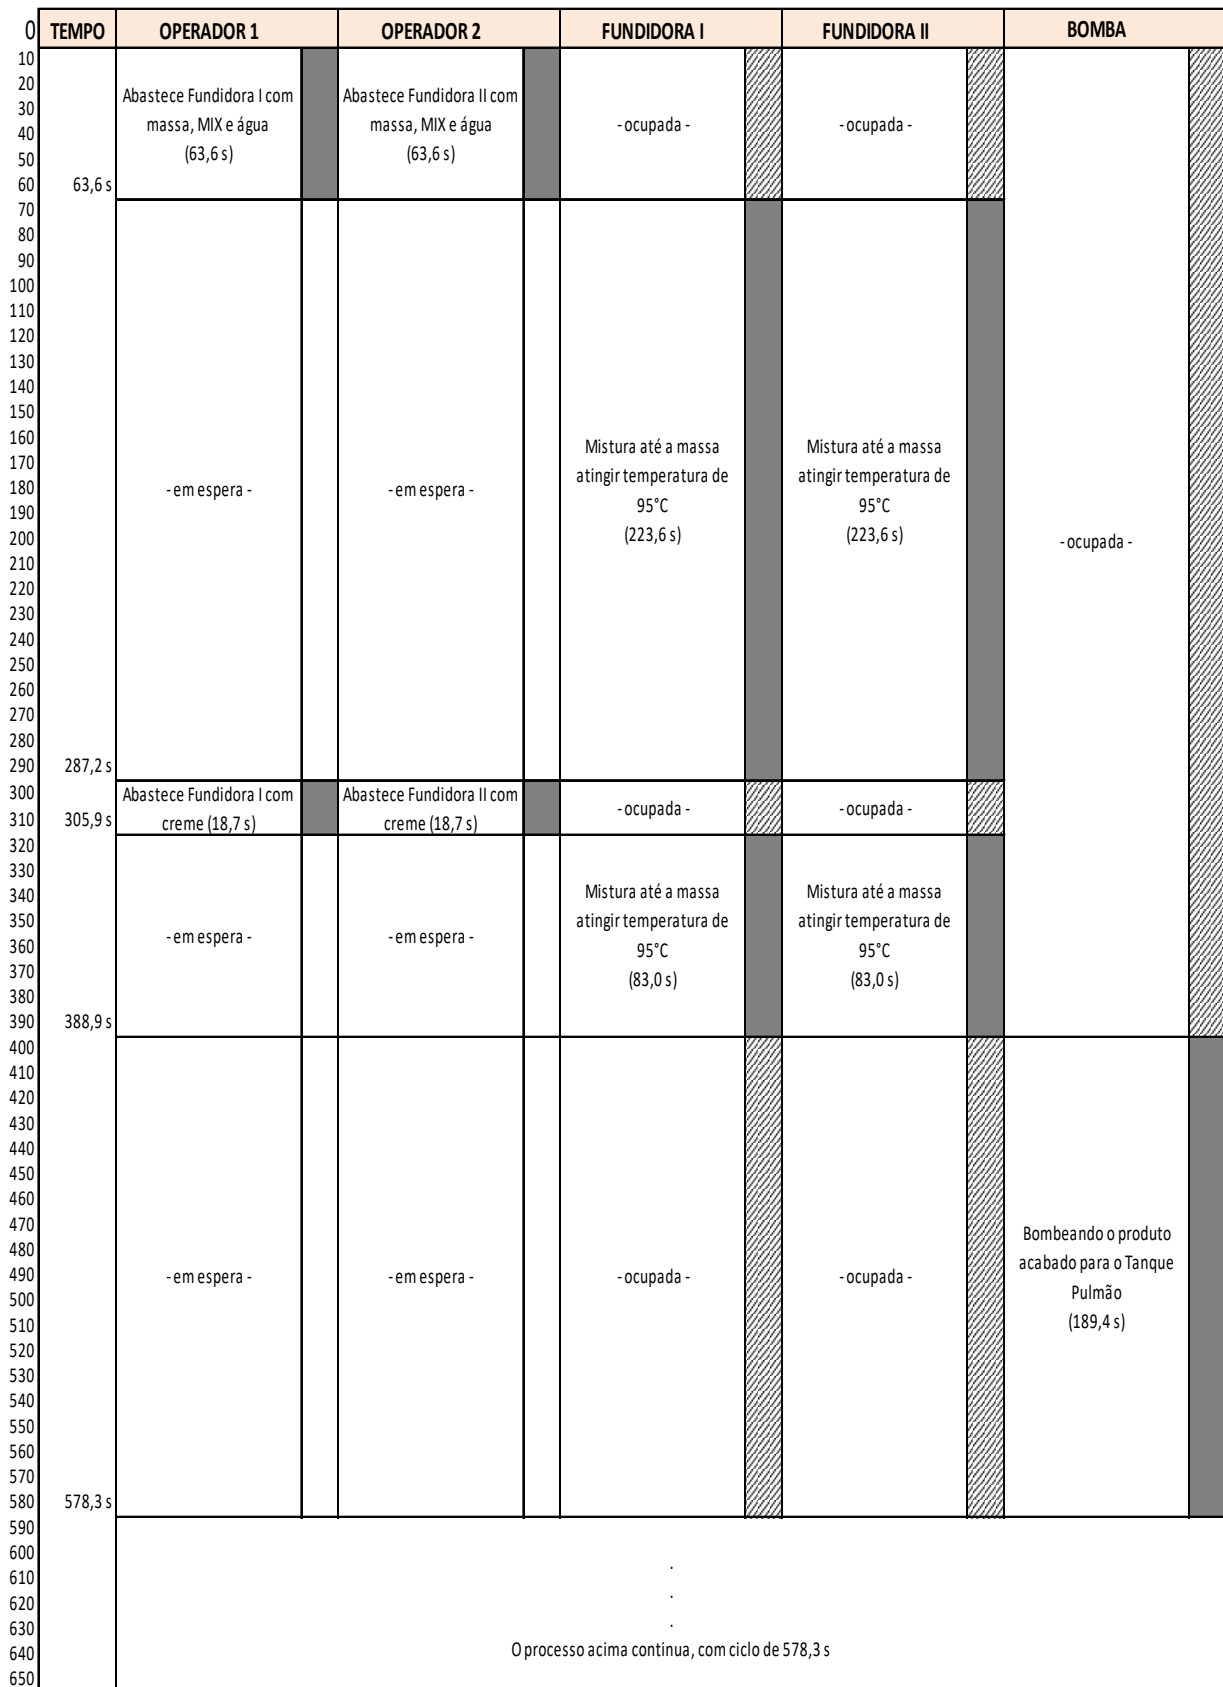 0 TEMPO OPERADOR 1 OPERADOR 2 FUNDIDORA I FUNDIDORA II BOMBA
10
20
30
40
50
60
70
80
90
100
110
120
130
140
150
160
170
180
190
200
210
220
230
240
250
260
270
280
290
300
310
320
330
340
350
360
370
380
390
400
410
420
430
440
450
460
470
480
490
500
510
520
530
540
550
560
570
580
590
600
610
620
630
640
650
63,6 s
287,2 s
305,9 s
388,9 s
578,3 s
Abastece Fundidora I com
massa, MIX e água
(63,6 s)
Abastece Fundidora II com
massa, MIX e água
(63,6 s)
- ocupada -
- ocupada -
- em espera -
- em espera -
Mistura até a massa
atingir temperatura de
95°C
(223,6 s)
Mistura até a massa
atingir temperatura de
95°C
(223,6 s)
- ocupada -
Abastece Fundidora I com
creme (18,7 s)
Abastece Fundidora II com
creme (18,7 s)
- ocupada -
- ocupada -
- em espera -
- em espera -
Mistura até a massa
atingir temperatura de
95°C
(83,0 s)
Mistura até a massa
atingir temperatura de
95°C
(83,0 s)
- em espera -
- em espera -
- ocupada -
- ocupada -
Bombeando o produto
acabado para o Tanque
Pulmão
(189,4 s)
.
.
.
O processo acima continua, com ciclo de 578,3 s